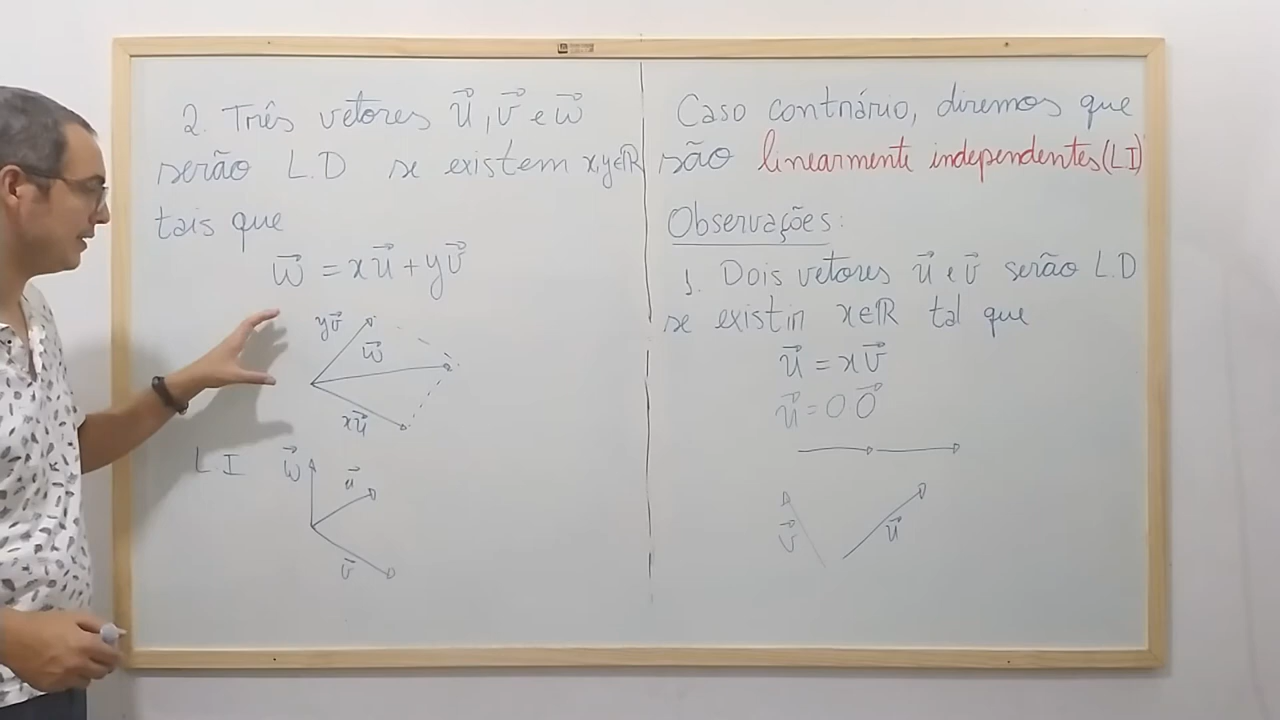 2. Três vetores u⃗, v⃗ e w⃗
serão L.D se existem x,y∈ℝ
tais que
w⃗ = xu⃗ + yv⃗
yv⃗
w⃗
xu⃗
L.I
w⃗
u⃗
v⃗
Caso contrário, diremos que
são linearmente independentes (LI)
Observações:
1. Dois vetores u⃗ e v⃗ serão L.D
se existir x∈ℝ tal que
u⃗ = xv⃗
u⃗ = 0 0⃗
v⃗
u⃗